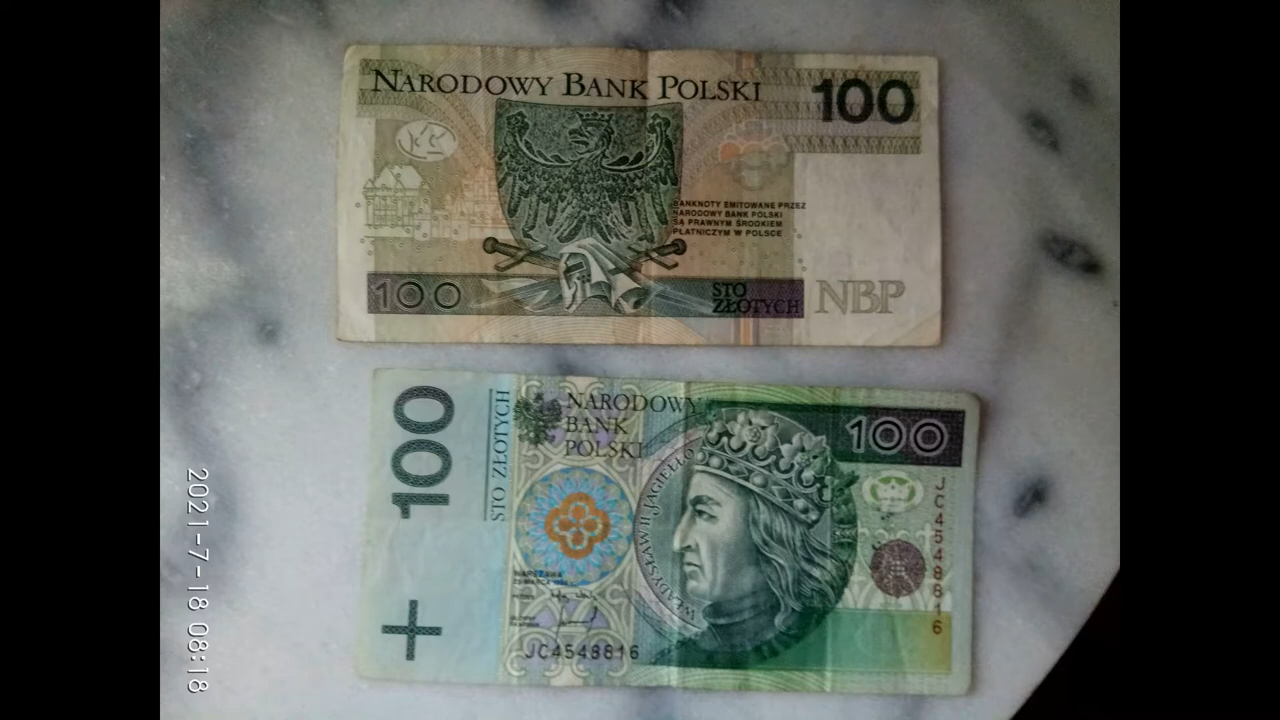 NARODOWY BANK POLSKI
100
BANKNOTY EMITOWANE PRZEZ
NARODOWY BANK POLSKI
SĄ PRAWNYM ŚRODKIEM
PŁATNICZYM W POLSCE
100
STO
ZŁOTYCH
NBP
100
STO ZŁOTYCH
NARODOWY
BANK
POLSKI
100
WŁADYSŁAW II JAGIEŁŁO
JC4548816
WARSZAWA
JC4548816
2021-7-18 08:18